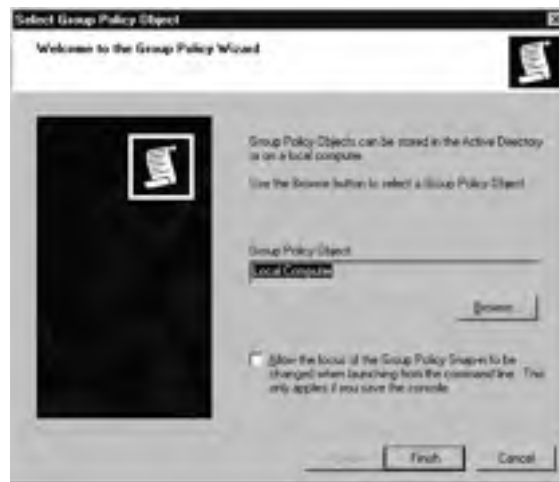 Select Group Policy Object
Welcome to the Group Policy Wizard
Group Policy Objects can be stored in the Active Directory
or on a local computer.
Use the Browse button to select a Group Policy Object.
Group Policy Object:
Local Computer
Browse...
Allow the focus of the Group Policy Snap-in to be
changed when launching from the command line. This
only applies if you save the console.
Finish
Cancel